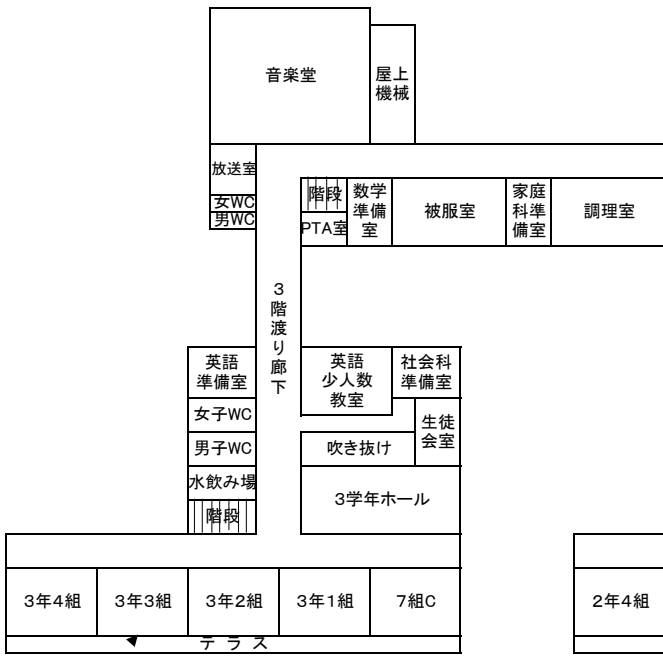 音楽堂
屋上
機械
放送室
女WC
男WC
階段
PTA室
数学
準備
室
被服室
家庭
科準
備室
調理室
3
階
渡
り
廊
下
英語
準備室
英語
少人数
教室
社会科
準備室
女子WC
生徒
会室
男子WC
吹き抜け
水飲み場
3学年ホール
階段
3年4組
3年3組
3年2組
3年1組
7組C
2年4組
テラス